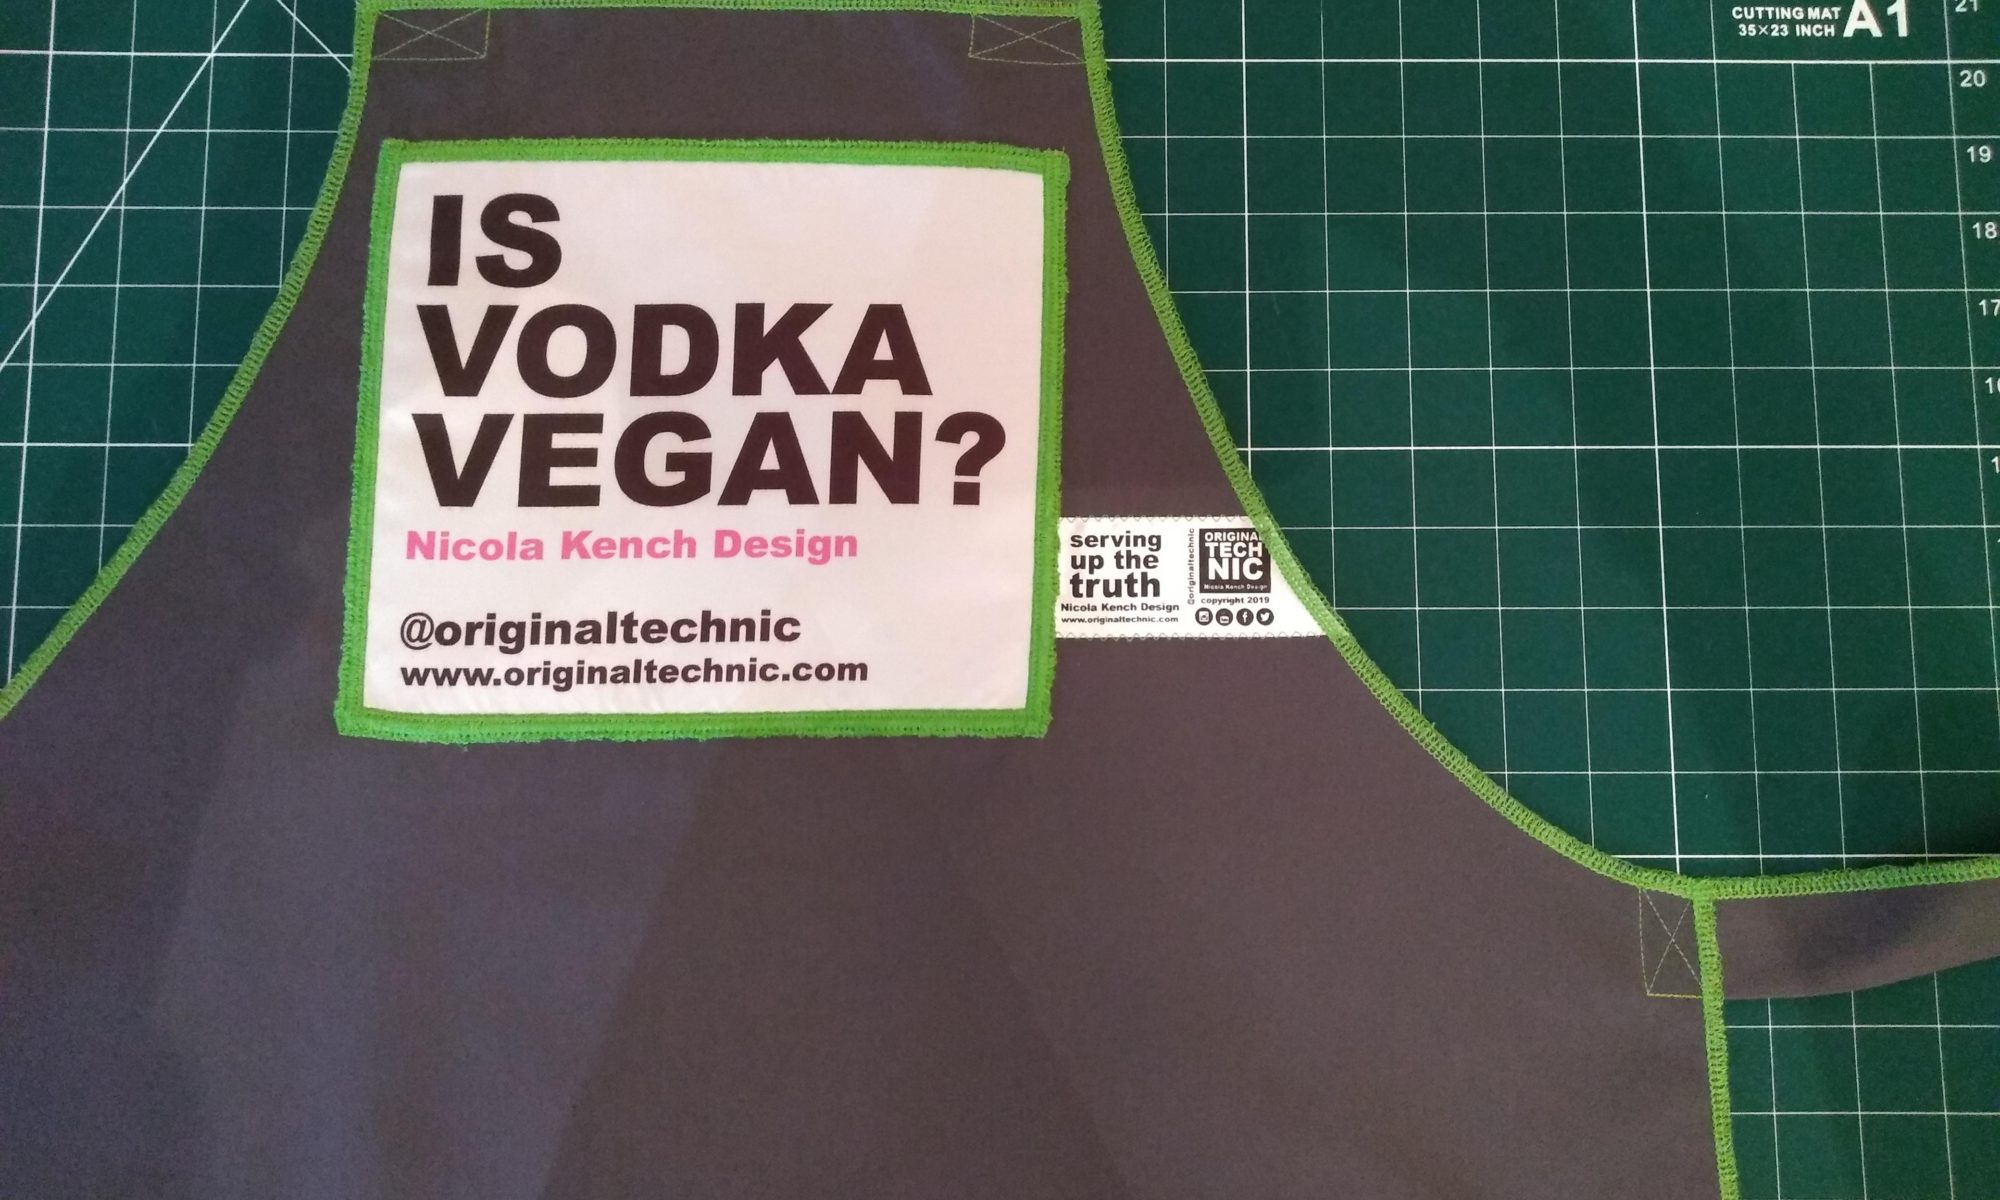 CUTTING MAT
35×23 INCH
A1
21
20
19
18
17
IS
VODKA
VEGAN?
Nicola Kench Design
@originaltechnic
www.originaltechnic.com
serving
up the
truth
Nicola Kench Design
www.originaltechnic.com
@originaltechnic
ORIGINAL
TECH
NIC
Nicola Kench Design
copyright 2019